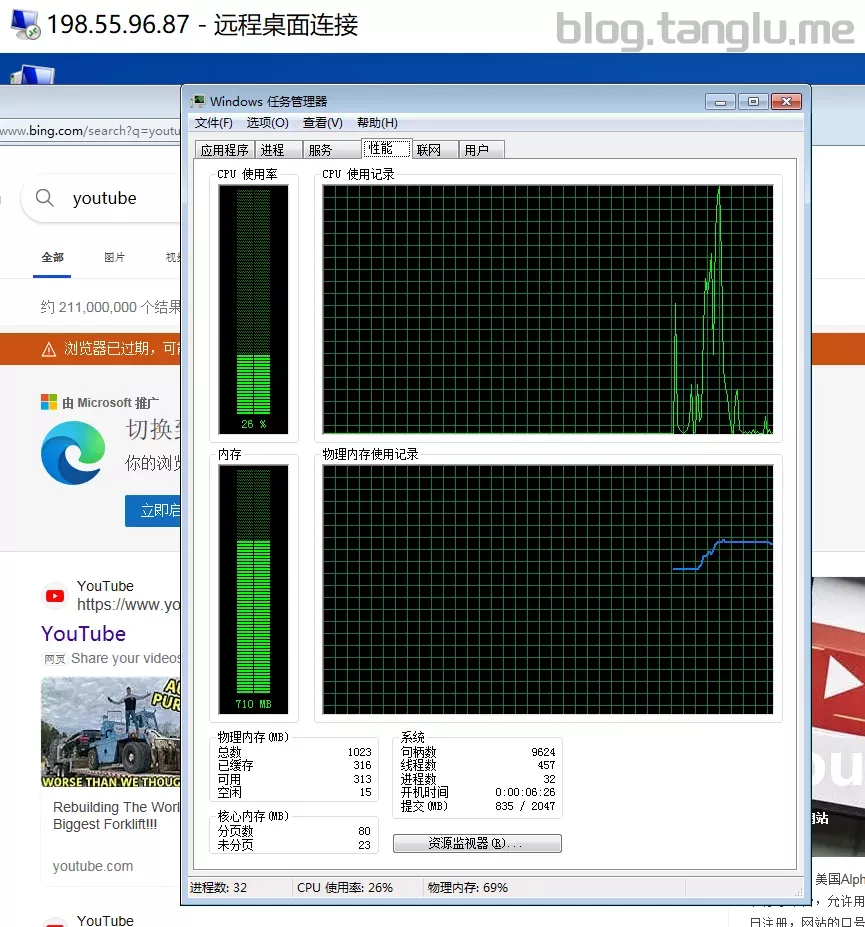 198.55.96.87 - 远程桌面连接
blog.tanglu.me
Windows 任务管理器
文件(F) 选项(O) 查看(V) 帮助(H)
www.bing.com/search?q=youtu
应用程序 进程 服务 性能 联网 用户
CPU 使用率 CPU 使用记录
youtube
全部 图片
约 211,000,000 个结果
浏览器已过期，可
由 Microsoft 推广
切换
你的浏
立即启
26 %
内存 物理内存使用记录
YouTube
https://www.yo
YouTube
网页 Share your videos
WORSE THAN WE THOUG
Rebuilding The Worl
Biggest Forklift!!!
youtube.com
YouTube
710 MB
物理内存(MB)
总数 1023
已缓存 316
可用 313
空闲 15
系统
句柄数 9624
线程数 457
进程数 32
开机时间 0:00:06:26
提交(MB) 835 / 2047
核心内存(MB)
分页数 80
未分页 23
资源监视器(R)...
进程数: 32 CPU 使用率: 26% 物理内存: 69%
ou
网站
美国Alph
，允许用
日注册，网站的口号